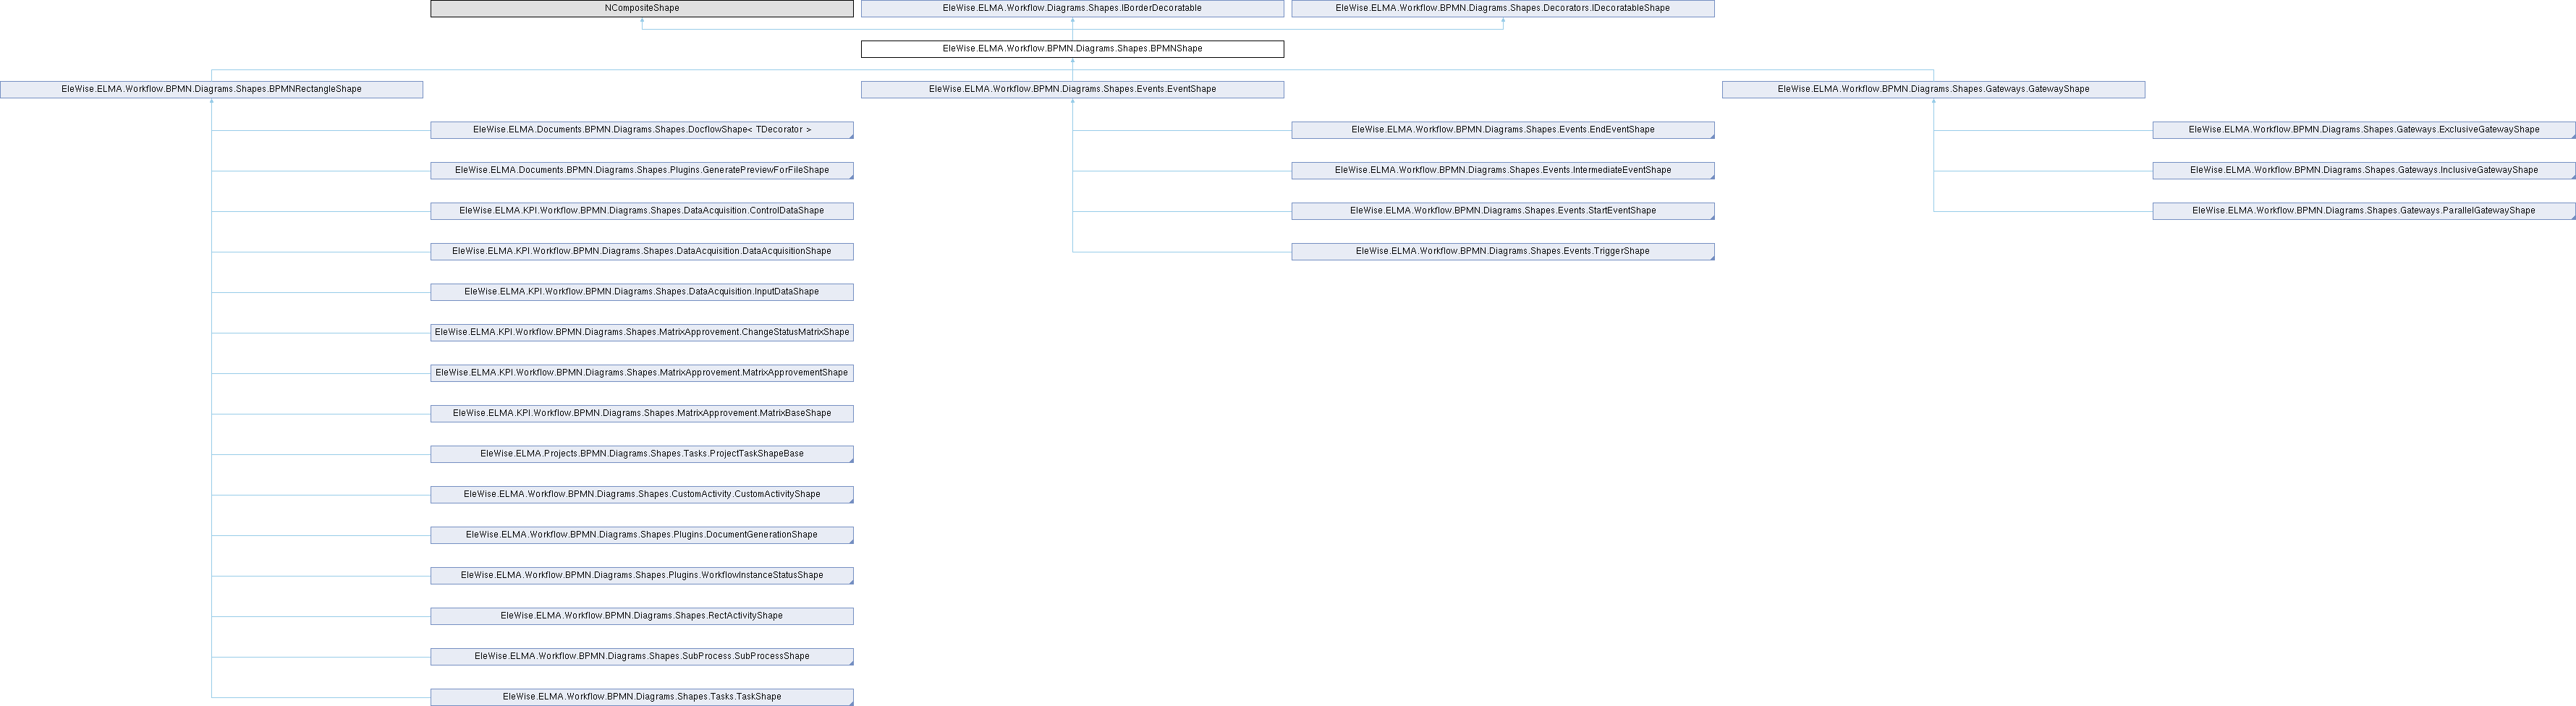 NCompositeShape
EleWise.ELMA.Workflow.Diagrams.Shapes.IBorderDecoratable
EleWise.ELMA.Workflow.BPMN.Diagrams.Shapes.Decorators.IDecoratableShape
EleWise.ELMA.Workflow.BPMN.Diagrams.Shapes.BPMNShape
EleWise.ELMA.Workflow.BPMN.Diagrams.Shapes.BPMNRectangleShape
EleWise.ELMA.Workflow.BPMN.Diagrams.Shapes.Events.EventShape
EleWise.ELMA.Workflow.BPMN.Diagrams.Shapes.Gateways.GatewayShape
EleWise.ELMA.Documents.BPMN.Diagrams.Shapes.DocflowShape< TDecorator >
EleWise.ELMA.Workflow.BPMN.Diagrams.Shapes.Events.EndEventShape
EleWise.ELMA.Workflow.BPMN.Diagrams.Shapes.Gateways.ExclusiveGatewayShape
EleWise.ELMA.Documents.BPMN.Diagrams.Shapes.Plugins.GeneratePreviewForFileShape
EleWise.ELMA.Workflow.BPMN.Diagrams.Shapes.Events.IntermediateEventShape
EleWise.ELMA.Workflow.BPMN.Diagrams.Shapes.Gateways.InclusiveGatewayShape
EleWise.ELMA.KPI.Workflow.BPMN.Diagrams.Shapes.DataAcquisition.ControlDataShape
EleWise.ELMA.Workflow.BPMN.Diagrams.Shapes.Events.StartEventShape
EleWise.ELMA.Workflow.BPMN.Diagrams.Shapes.Gateways.ParallelGatewayShape
EleWise.ELMA.KPI.Workflow.BPMN.Diagrams.Shapes.DataAcquisition.DataAcquisitionShape
EleWise.ELMA.Workflow.BPMN.Diagrams.Shapes.Events.TriggerShape
EleWise.ELMA.KPI.Workflow.BPMN.Diagrams.Shapes.DataAcquisition.InputDataShape
EleWise.ELMA.KPI.Workflow.BPMN.Diagrams.Shapes.MatrixApprovement.ChangeStatusMatrixShape
EleWise.ELMA.KPI.Workflow.BPMN.Diagrams.Shapes.MatrixApprovement.MatrixApprovementShape
EleWise.ELMA.KPI.Workflow.BPMN.Diagrams.Shapes.MatrixApprovement.MatrixBaseShape
EleWise.ELMA.Projects.BPMN.Diagrams.Shapes.Tasks.ProjectTaskShapeBase
EleWise.ELMA.Workflow.BPMN.Diagrams.Shapes.CustomActivity.CustomActivityShape
EleWise.ELMA.Workflow.BPMN.Diagrams.Shapes.Plugins.DocumentGenerationShape
EleWise.ELMA.Workflow.BPMN.Diagrams.Shapes.Plugins.WorkflowInstanceStatusShape
EleWise.ELMA.Workflow.BPMN.Diagrams.Shapes.RectActivityShape
EleWise.ELMA.Workflow.BPMN.Diagrams.Shapes.SubProcess.SubProcessShape
EleWise.ELMA.Workflow.BPMN.Diagrams.Shapes.Tasks.TaskShape